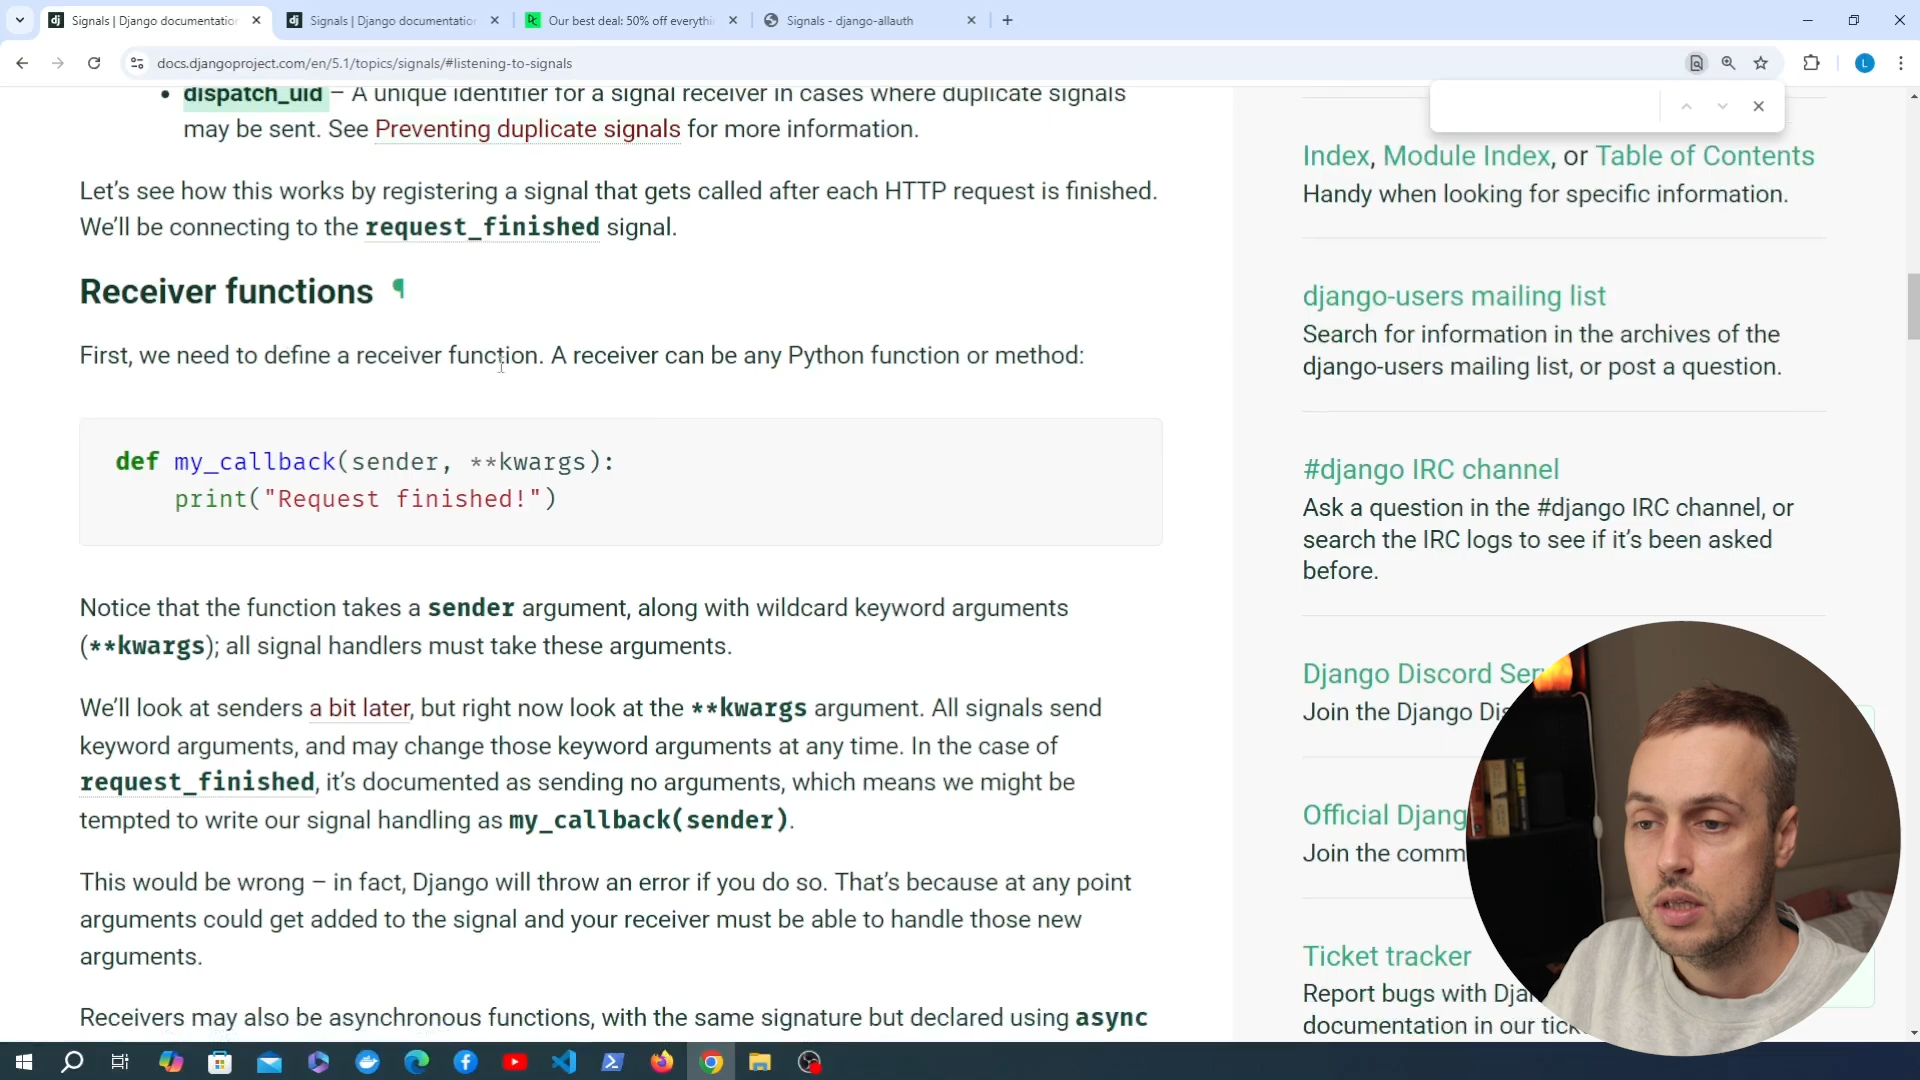 Signals | Django documentation
Signals | Django documentation
Our best deal: 50% off everythi
Signals - django-allauth
docs.djangoproject.com/en/5.1/topics/signals/#listening-to-signals
L
• dispatch_uid – A unique identifier for a signal receiver in cases where duplicate signals
may be sent. See Preventing duplicate signals for more information.
Let’s see how this works by registering a signal that gets called after each HTTP request is finished.
We’ll be connecting to the request_finished signal.
Receiver functions ¶
First, we need to define a receiver function. A receiver can be any Python function or method:
def my_callback(sender, **kwargs):
print("Request finished!")
Notice that the function takes a sender argument, along with wildcard keyword arguments
(**kwargs); all signal handlers must take these arguments.
We’ll look at senders a bit later, but right now look at the **kwargs argument. All signals send
keyword arguments, and may change those keyword arguments at any time. In the case of
request_finished, it’s documented as sending no arguments, which means we might be
tempted to write our signal handling as my_callback(sender).
This would be wrong – in fact, Django will throw an error if you do so. That’s because at any point
arguments could get added to the signal and your receiver must be able to handle those new
arguments.
Receivers may also be asynchronous functions, with the same signature but declared using async
Index, Module Index, or Table of Contents
Handy when looking for specific information.
django-users mailing list
Search for information in the archives of the
django-users mailing list, or post a question.
#django IRC channel
Ask a question in the #django IRC channel, or
search the IRC logs to see if it’s been asked
before.
Django Discord Ser
Join the Django Dis
Official Djang
Join the comm
Ticket tracker
Report bugs with Djan
documentation in our tick